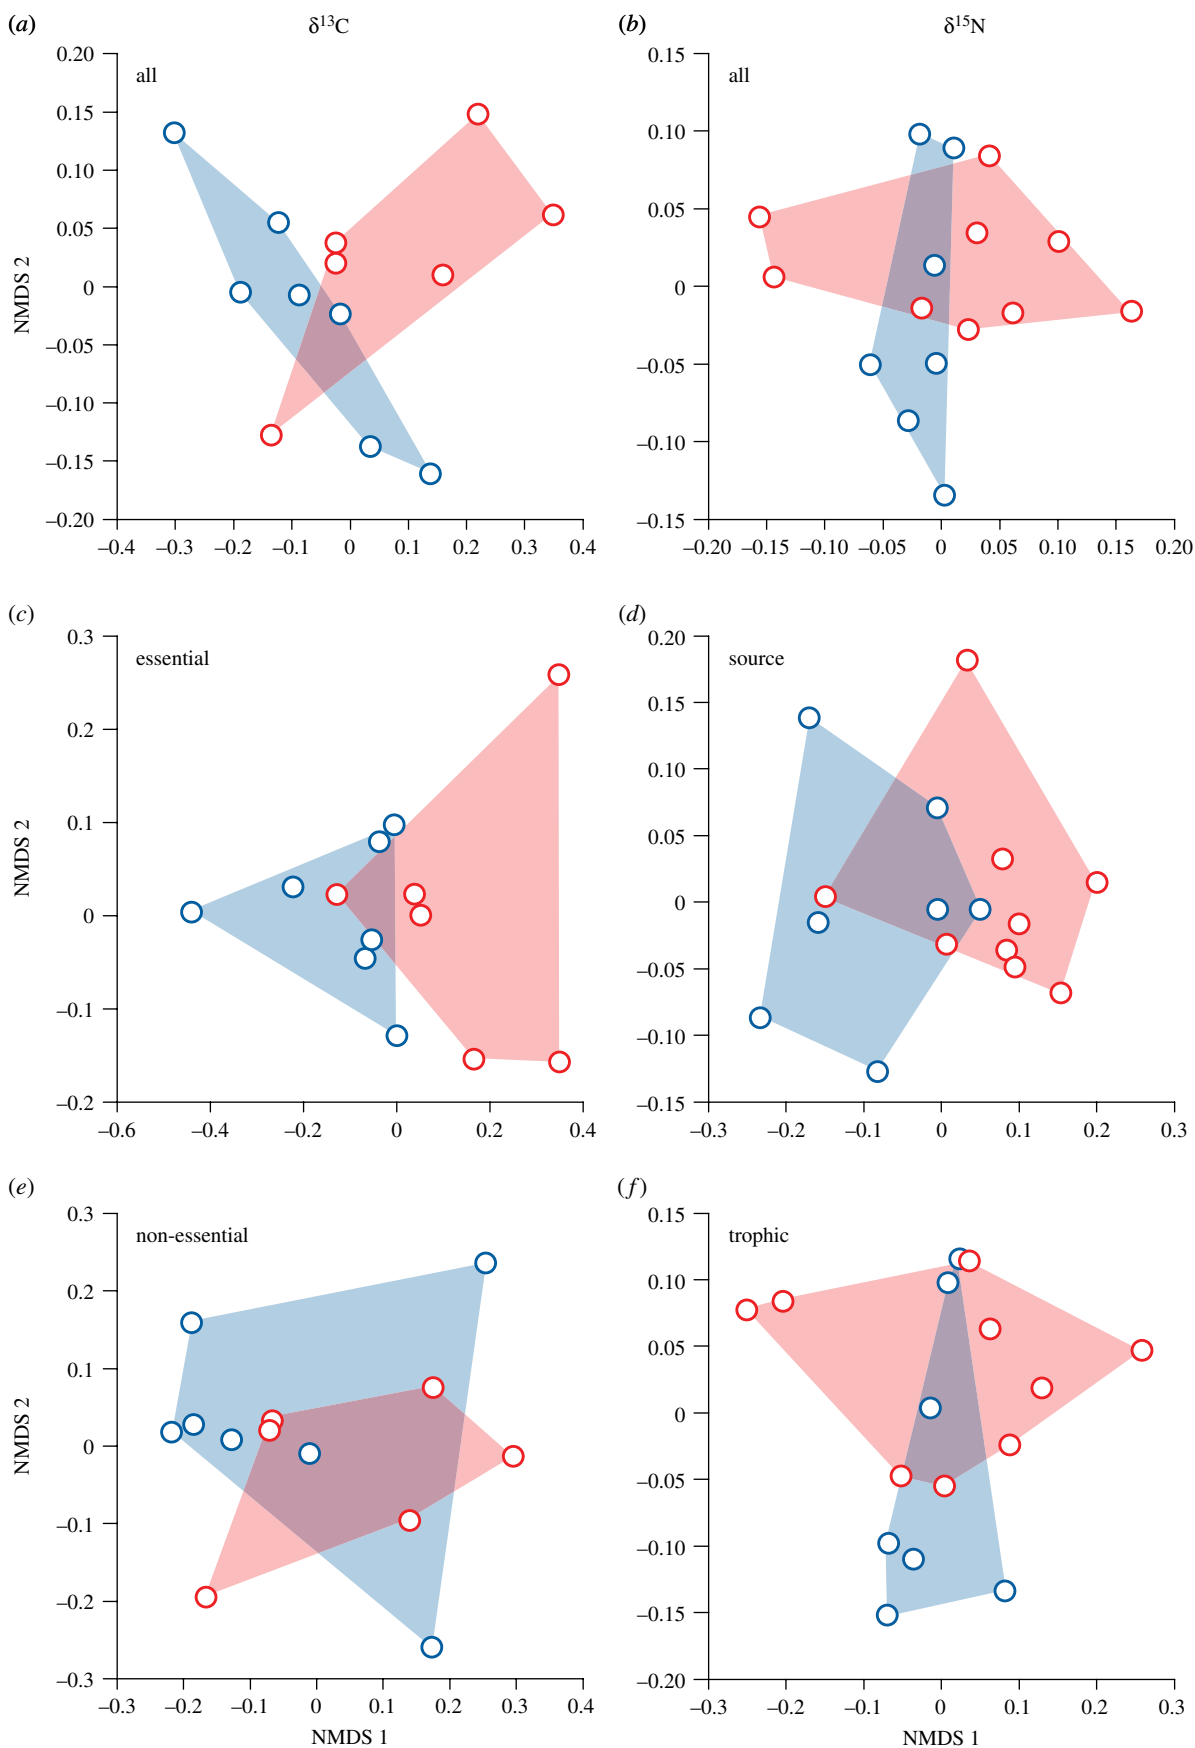 (a) δ¹³C (b) δ¹⁵N
0.20 0.15
all all
0.15
0.10
0.10
0.05
0.05
NMDS 2
0 0
–0.05
–0.05
–0.10
–0.10
–0.15
–0.20 –0.15
–0.4 –0.3 –0.2 –0.1 0 0.1 0.2 0.3 0.4 –0.20 –0.15 –0.10 –0.05 0 0.05 0.10 0.15 0.20
(c) (d)
0.3 0.20
essential source
0.15
0.2
0.10
0.1
NMDS 2
0.05
0 0
–0.05
–0.1
–0.10
–0.2 –0.15
–0.6 –0.4 –0.2 0 0.2 0.4 –0.3 –0.2 –0.1 0 0.1 0.2 0.3
(e) (f)
0.3 0.15
non-essential trophic
0.2 0.10
0.1 0.05
NMDS 2
0 0
–0.05
–0.1
–0.10
–0.2 –0.15
–0.3 –0.20
–0.3 –0.2 –0.1 0 0.1 0.2 0.3 0.4 –0.3 –0.2 –0.1 0 0.1 0.2 0.3
NMDS 1 NMDS 1